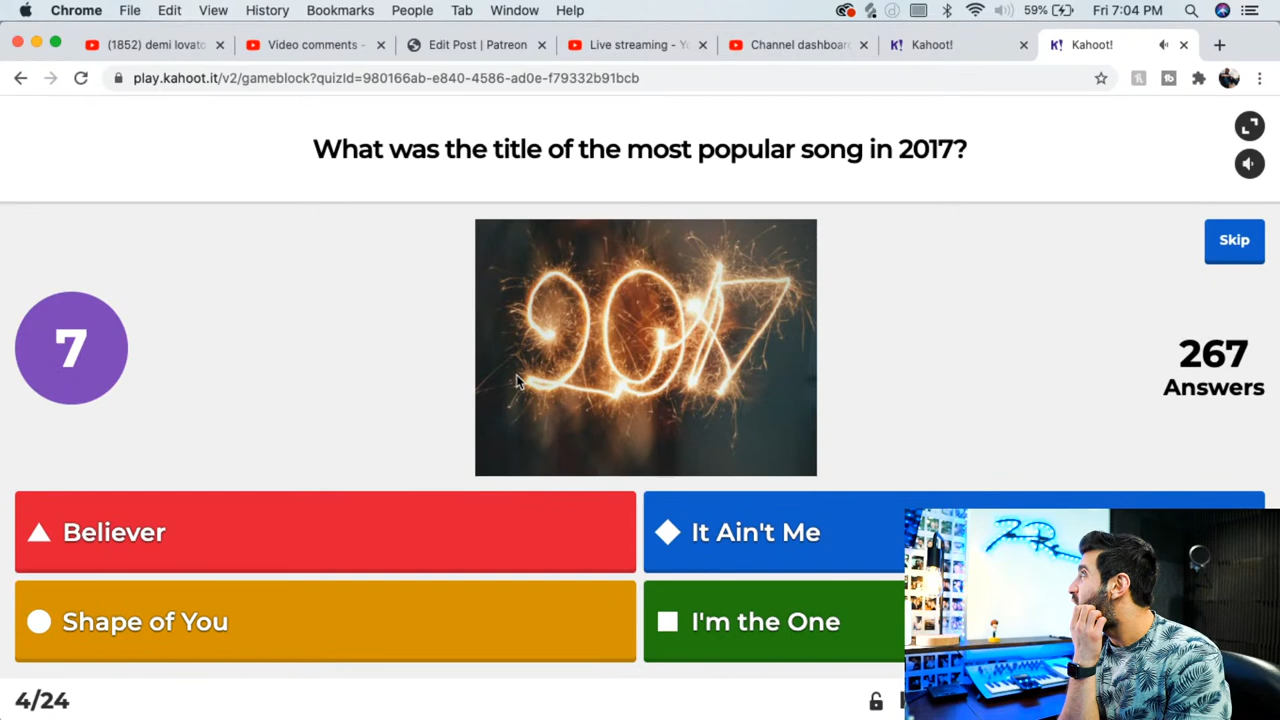 Chrome File Edit View History Bookmarks People Tab Window Help 59% Fri 7:04 PM
(1852) demi lovato Video comments - Edit Post | Patreon Live streaming - Yo Channel dashboard K! Kahoot! K! Kahoot!
play.kahoot.it/v2/gameblock?quizId=980166ab-e840-4586-ad0e-f79332b91bcb
What was the title of the most popular song in 2017?
Skip
2017
7
267
Answers
Believer
It Ain't Me
Shape of You
I'm the One
4/24